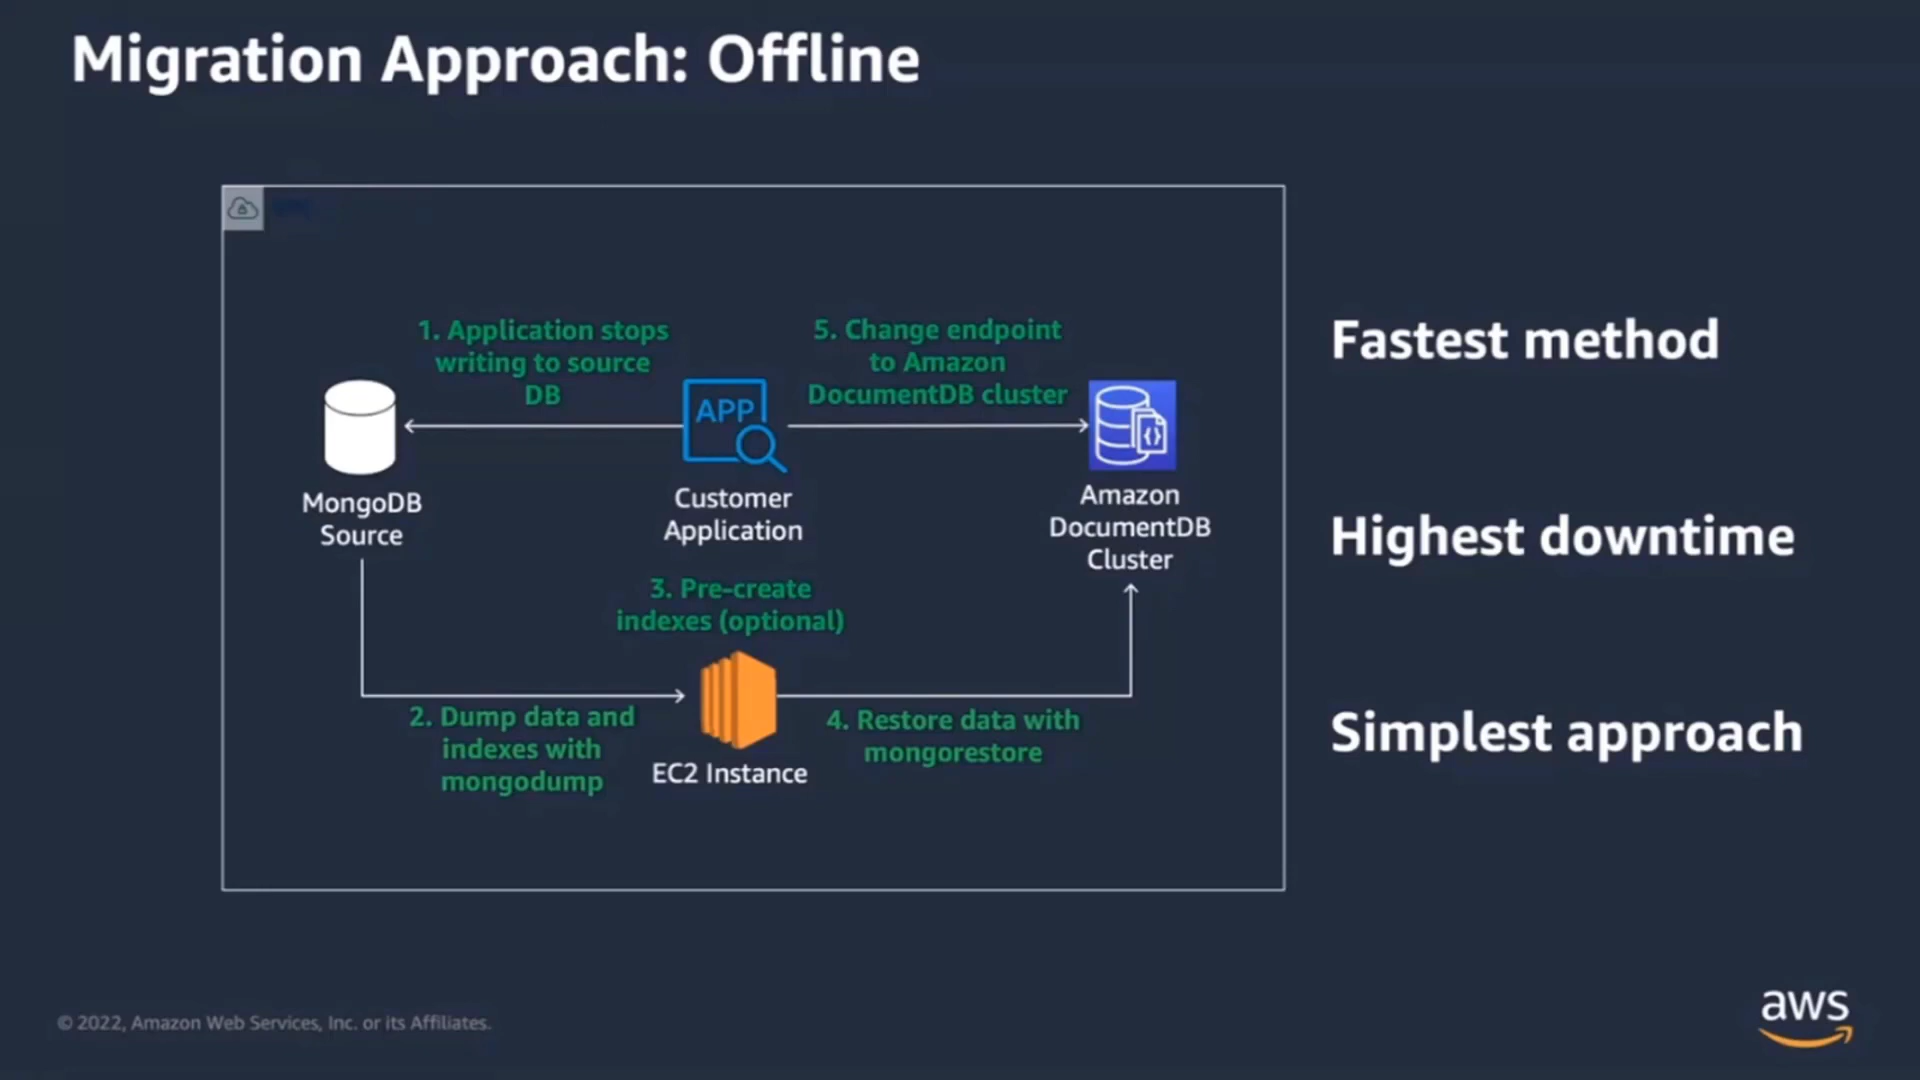 Migration Approach: Offline
1. Application stops
writing to source
DB
5. Change endpoint
to Amazon
DocumentDB cluster
APP
MongoDB
Source
Customer
Application
Amazon
DocumentDB
Cluster
3. Pre-create
indexes (optional)
2. Dump data and
indexes with
mongodump
EC2 Instance
4. Restore data with
mongorestore
Fastest method
Highest downtime
Simplest approach
© 2022, Amazon Web Services, Inc. or its Affiliates.
aws